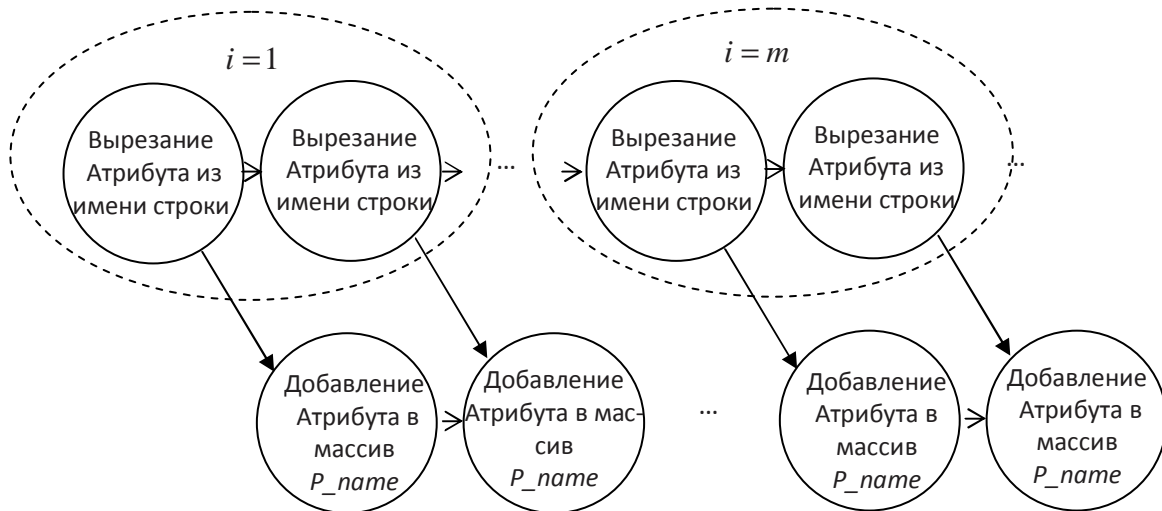 i = 1
i = m
Вырезание
Атрибута из
имени строки
Вырезание
Атрибута из
имени строки
...
Вырезание
Атрибута из
имени строки
Вырезание
Атрибута из
имени строки
...
Добавление
Атрибута в
массив
P_name
Добавление
Атрибута в мас-
сив
P_name
...
Добавление
Атрибута в
массив
P_name
Добавление
Атрибута в
массив
P_name